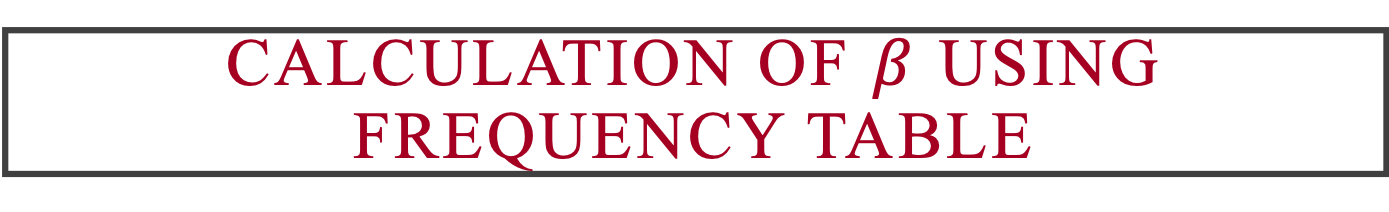 CALCULATION OF β USING
FREQUENCY TABLE